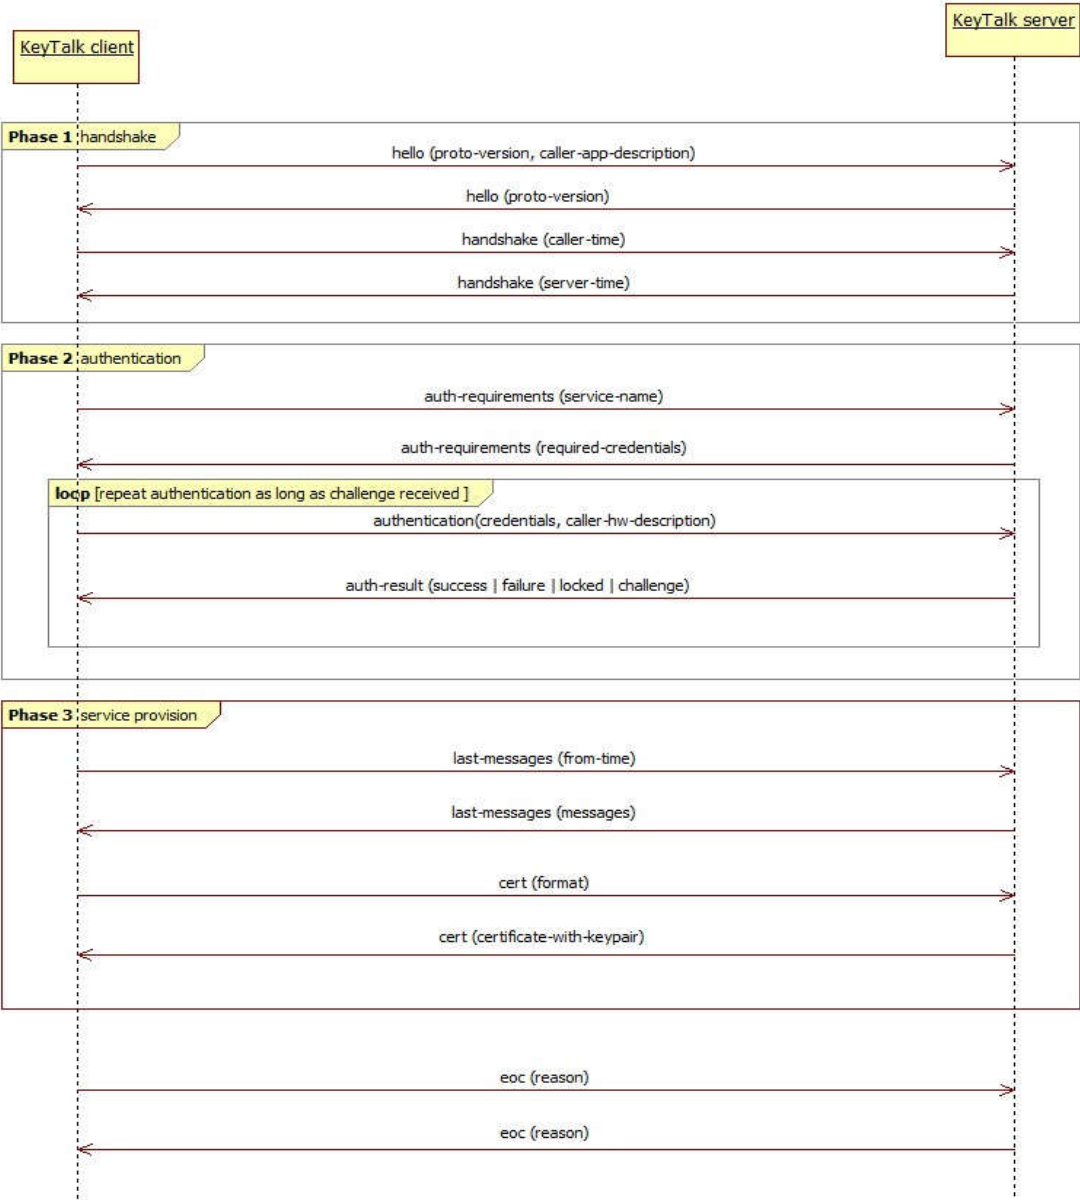 KeyTalk server
KeyTalk client
Phase 1 handshake
hello (proto-version, caller-app-description)
hello (proto-version)
handshake (caller-time)
handshake (server-time)
Phase 2 authentication
auth-requirements (service-name)
auth-requirements (required-credentials)
loop [repeat authentication as long as challenge received ]
authentication(credentials, caller-hw-description)
auth-result (success | failure | locked | challenge)
Phase 3 service provision
last-messages (from-time)
last-messages (messages)
cert (format)
cert (certificate-with-keypair)
eoc (reason)
eoc (reason)